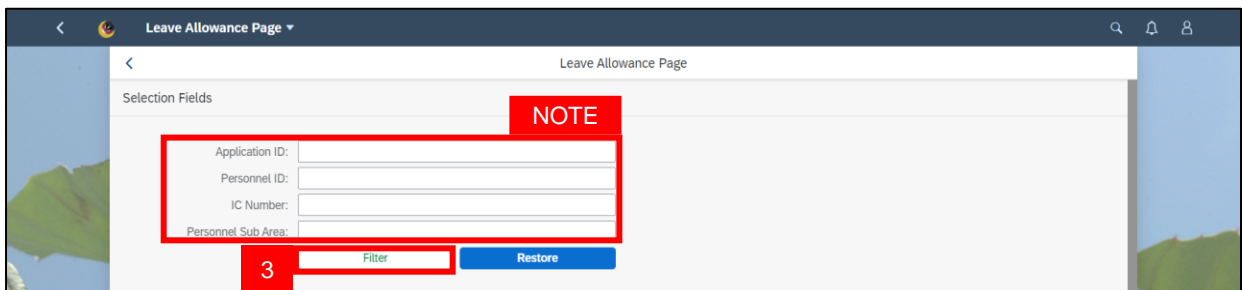 Leave Allowance Page
Leave Allowance Page
Selection Fields
NOTE
Application ID:
Personnel ID:
IC Number:
Personnel Sub Area:
3 Filter Restore